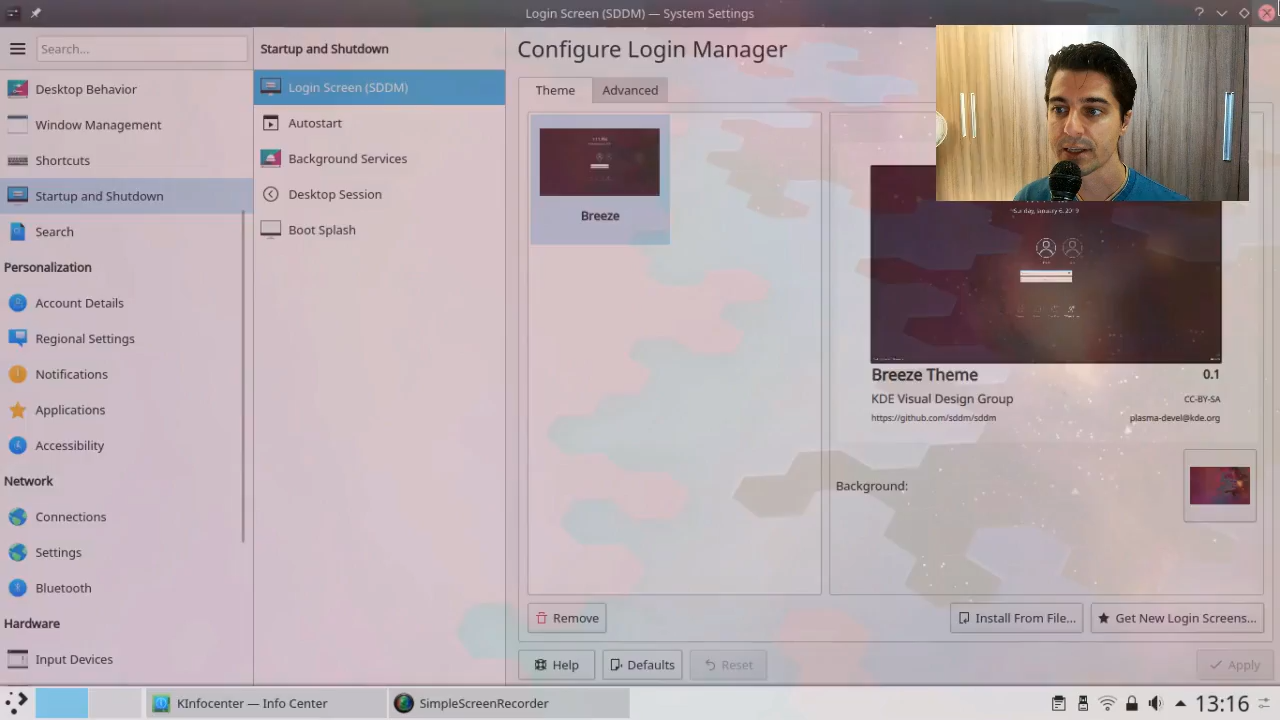 Login Screen (SDDM) — System Settings
Search...
Startup and Shutdown
Configure Login Manager
Desktop Behavior
Window Management
Shortcuts
Startup and Shutdown
Search
Personalization
Account Details
Regional Settings
Notifications
Applications
Accessibility
Network
Connections
Settings
Bluetooth
Hardware
Input Devices
Login Screen (SDDM)
Autostart
Background Services
Desktop Session
Boot Splash
Theme
Advanced
Breeze
Breeze Theme
0.1
KDE Visual Design Group
CC-BY-SA
https://github.com/sddm/sddm
plasma-devel@kde.org
Background:
Remove
Install From File...
Get New Login Screens...
Help
Defaults
Reset
Apply
KInfocenter — Info Center
SimpleScreenRecorder
13:16